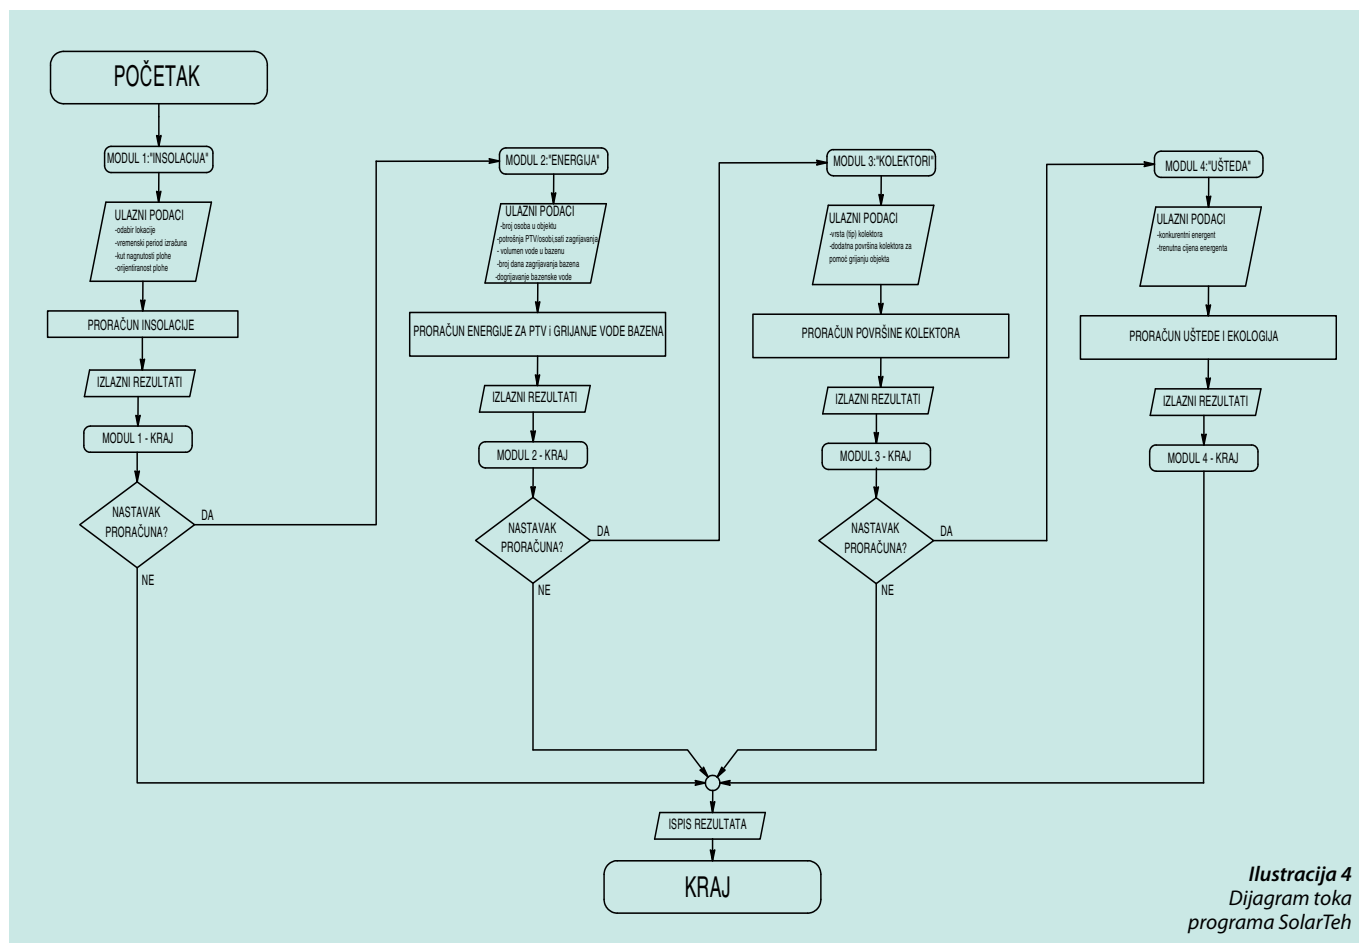 POČETAK
MODUL 1:"INSOLACIJA"
ULAZNI PODACI
-odabir lokacije
-vremenski period izračuna
-kut nagnutosti plohe
-orijentiranost plohe
PRORAČUN INSOLACIJE
IZLAZNI REZULTATI
MODUL 1 - KRAJ
NASTAVAK
PRORAČUNA?
DA
NE
MODUL 2:"ENERGIJA"
ULAZNI PODACI
-broj osoba u objektu
-potrošnja PTV/osobi,sati zagrijavanja
- volumen vode u bazenu
-broj dana zagrijavanja bazena
-dogrijavanje bazenske vode
PRORAČUN ENERGIJE ZA PTV i GRIJANJE VODE BAZENA
IZLAZNI REZULTATI
MODUL 2 - KRAJ
NASTAVAK
PRORAČUNA?
DA
NE
MODUL 3:"KOLEKTORI"
ULAZNI PODACI
-vrsta (tip) kolektora
-dodatna površina kolektora za
pomoć grijanju objekta
PRORAČUN POVRŠINE KOLEKTORA
IZLAZNI REZULTATI
MODUL 3 - KRAJ
NASTAVAK
PRORAČUNA?
DA
NE
MODUL 4:"UŠTEDA"
ULAZNI PODACI
-konkurentni energent
-trenutna cijena energenta
PRORAČUN UŠTEDE I EKOLOGIJA
IZLAZNI REZULTATI
MODUL 4 - KRAJ
ISPIS REZULTATA
KRAJ
Ilustracija 4
Dijagram toka
programa SolarTeh